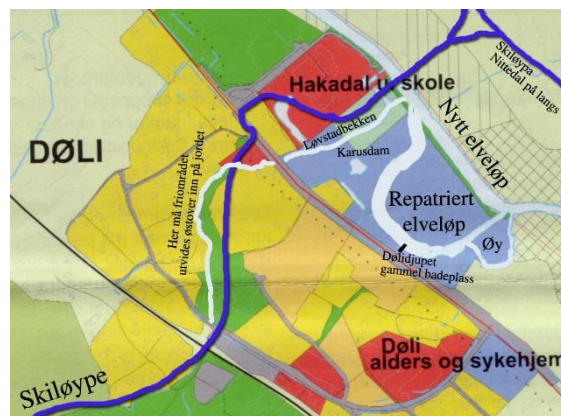 Skiløypa
Nittedal på langs
Hakadal u. skole
Nytt elveløp
Løvstadbekken
DØLI
Karusdam
Her må friområdet
utvides østover inn på jordet
Repatriert
elveløp
Øy
Dølidjupet
gammel badeplass
Døli
alders og sykehjem
Skiløype